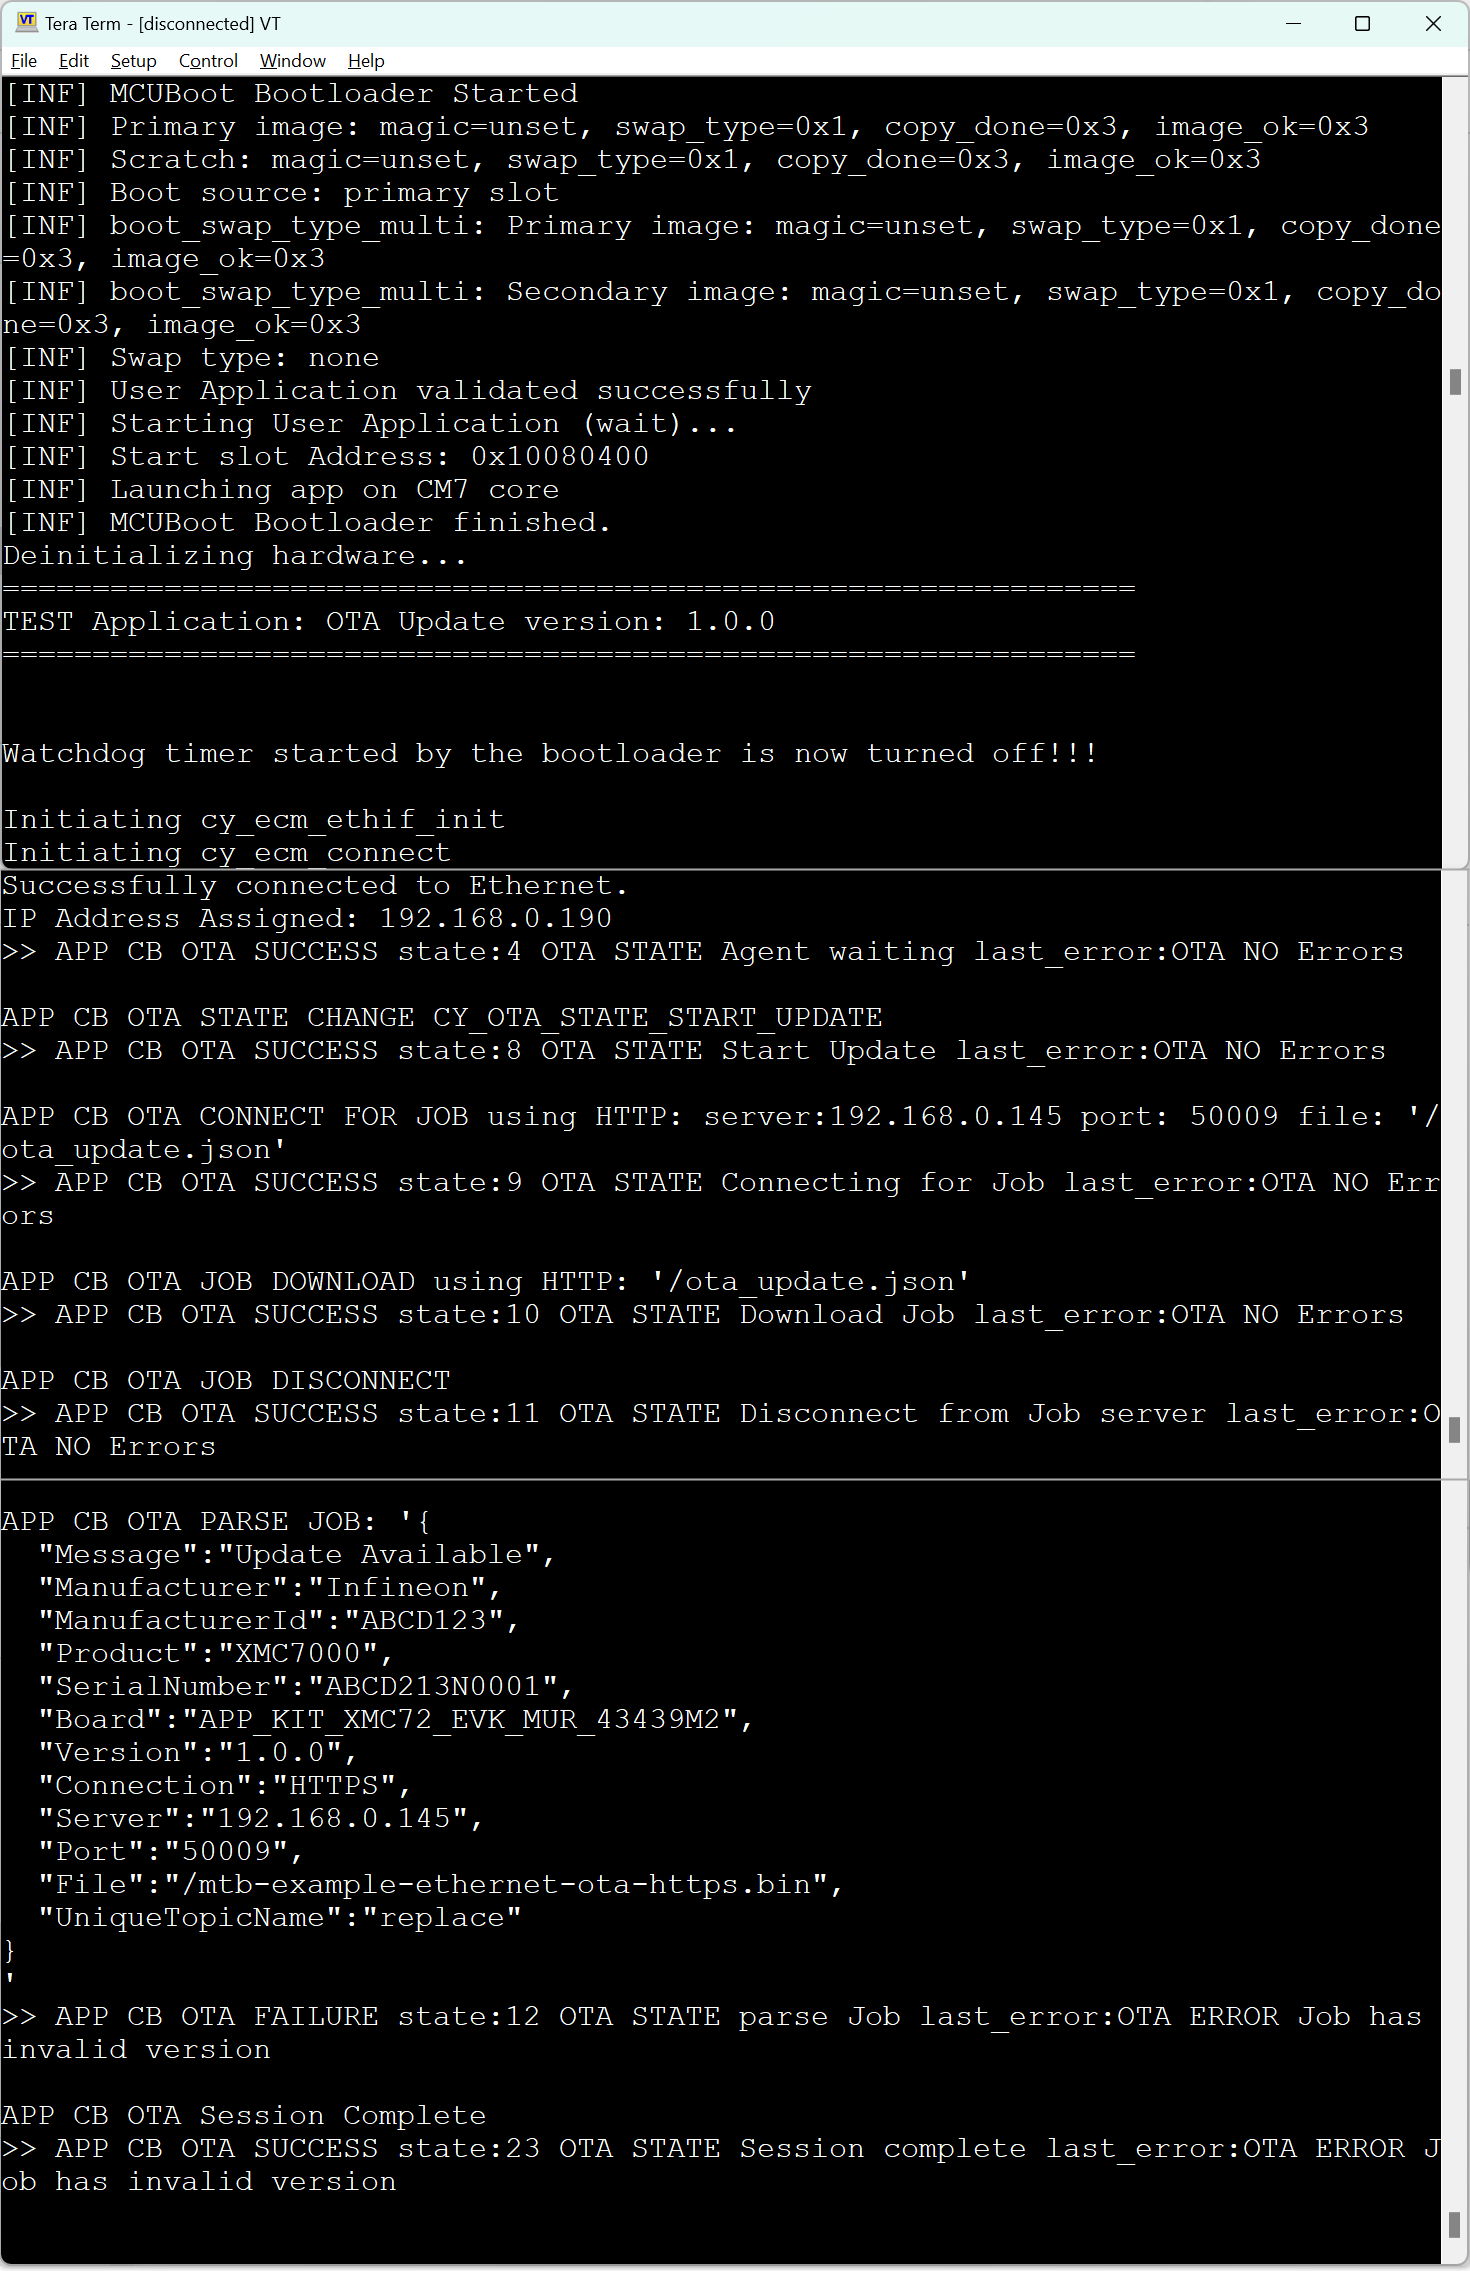 Tera Term - [disconnected] VT
File Edit Setup Control Window Help
[INF] MCUBoot Bootloader Started
[INF] Primary image: magic=unset, swap_type=0x1, copy_done=0x3, image_ok=0x3
[INF] Scratch: magic=unset, swap_type=0x1, copy_done=0x3, image_ok=0x3
[INF] Boot source: primary slot
[INF] boot_swap_type_multi: Primary image: magic=unset, swap_type=0x1, copy_done
=0x3, image_ok=0x3
[INF] boot_swap_type_multi: Secondary image: magic=unset, swap_type=0x1, copy_do
ne=0x3, image_ok=0x3
[INF] Swap type: none
[INF] User Application validated successfully
[INF] Starting User Application (wait)...
[INF] Start slot Address: 0x10080400
[INF] Launching app on CM7 core
[INF] MCUBoot Bootloader finished.
Deinitializing hardware...
===============================================================
TEST Application: OTA Update version: 1.0.0
===============================================================
Watchdog timer started by the bootloader is now turned off!!!
Initiating cy_ecm_ethif_init
Initiating cy_ecm_connect
Successfully connected to Ethernet.
IP Address Assigned: 192.168.0.190
>> APP CB OTA SUCCESS state:4 OTA STATE Agent waiting last_error:OTA NO Errors
APP CB OTA STATE CHANGE CY_OTA_STATE_START_UPDATE
>> APP CB OTA SUCCESS state:8 OTA STATE Start Update last_error:OTA NO Errors
APP CB OTA CONNECT FOR JOB using HTTP: server:192.168.0.145 port: 50009 file: '/
ota_update.json'
>> APP CB OTA SUCCESS state:9 OTA STATE Connecting for Job last_error:OTA NO Err
ors
APP CB OTA JOB DOWNLOAD using HTTP: '/ota_update.json'
>> APP CB OTA SUCCESS state:10 OTA STATE Download Job last_error:OTA NO Errors
APP CB OTA JOB DISCONNECT
>> APP CB OTA SUCCESS state:11 OTA STATE Disconnect from Job server last_error:O
TA NO Errors
APP CB OTA PARSE JOB: '{
"Message":"Update Available",
"Manufacturer":"Infineon",
"ManufacturerId":"ABCD123",
"Product":"XMC7000",
"SerialNumber":"ABCD213N0001",
"Board":"APP_KIT_XMC72_EVK_MUR_43439M2",
"Version":"1.0.0",
"Connection":"HTTPS",
"Server":"192.168.0.145",
"Port":"50009",
"File":"/mtb-example-ethernet-ota-https.bin",
"UniqueTopicName":"replace"
}
'
>> APP CB OTA FAILURE state:12 OTA STATE parse Job last_error:OTA ERROR Job has
invalid version
APP CB OTA Session Complete
>> APP CB OTA SUCCESS state:23 OTA STATE Session complete last_error:OTA ERROR J
ob has invalid version